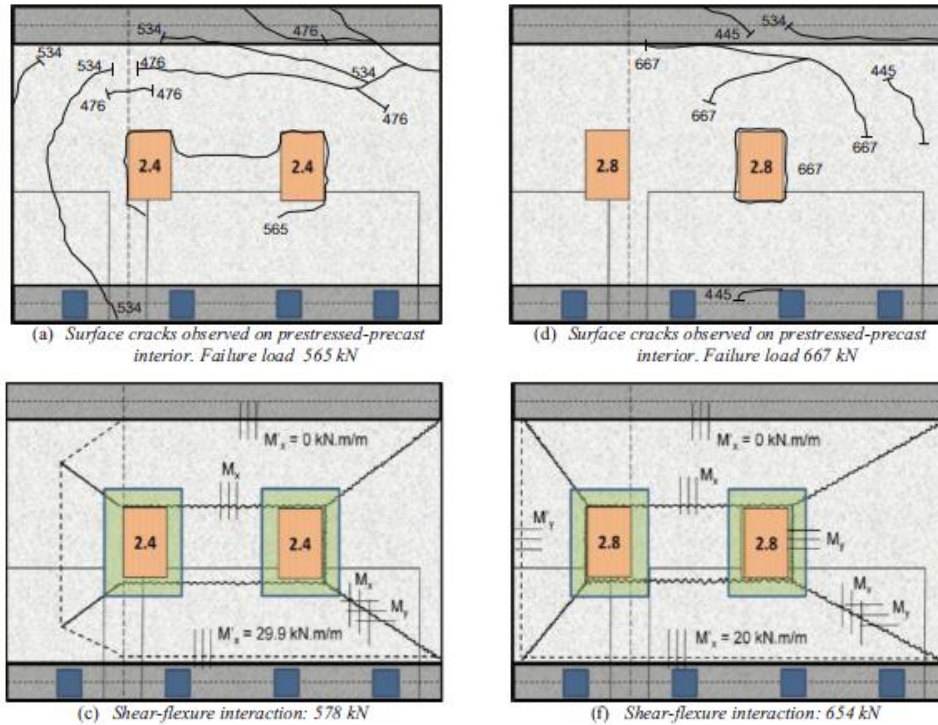 534
476
534
476
534
476
476
476
2.4
2.4
565
534
(a) Surface cracks observed on prestressed-precast
interior. Failure load 565 kN
445
534
667
445
667
667
2.8
2.8
667
445
(d) Surface cracks observed on prestressed-precast
interior. Failure load 667 kN
M'x = 0 kN.m/m
Mx
2.4
2.4
Mx
My
M'x = 29.9 kN.m/m
(c) Shear-flexure interaction: 578 kN
M'x = 0 kN.m/m
Mx
M'y
2.8
2.8
My
Mx
My
M'x = 20 kN.m/m
(f) Shear-flexure interaction: 654 kN